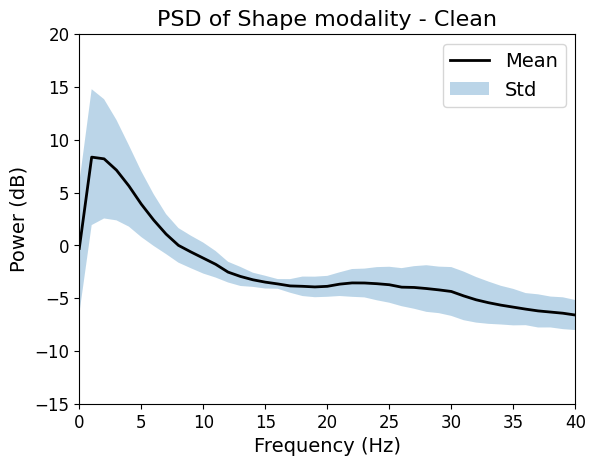 PSD of Shape modality - Clean
Mean
Std
Power (dB)
20
15
10
5
0
−5
−10
−15
0 5 10 15 20 25 30 35 40
Frequency (Hz)